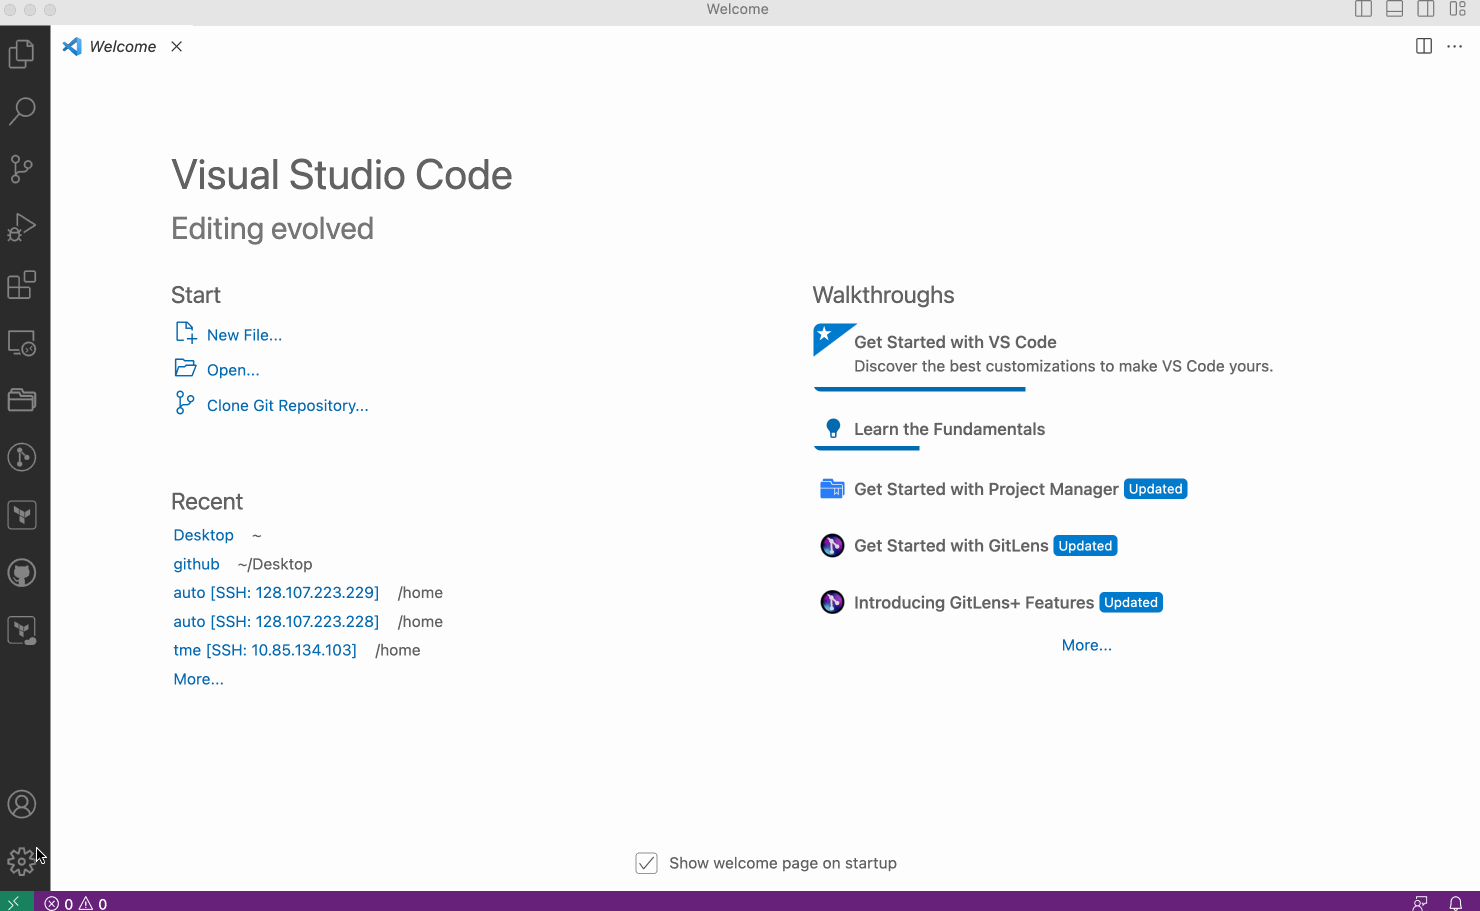 Welcome
Welcome
Visual Studio Code
Editing evolved
Start
New File...
Open...
Clone Git Repository...
Recent
Desktop ~
github ~/Desktop
auto [SSH: 128.107.223.229] /home
auto [SSH: 128.107.223.228] /home
tme [SSH: 10.85.134.103] /home
More...
Walkthroughs
Get Started with VS Code
Discover the best customizations to make VS Code yours.
Learn the Fundamentals
Get Started with Project Manager Updated
Get Started with GitLens Updated
Introducing GitLens+ Features Updated
More...
Show welcome page on startup
0 0